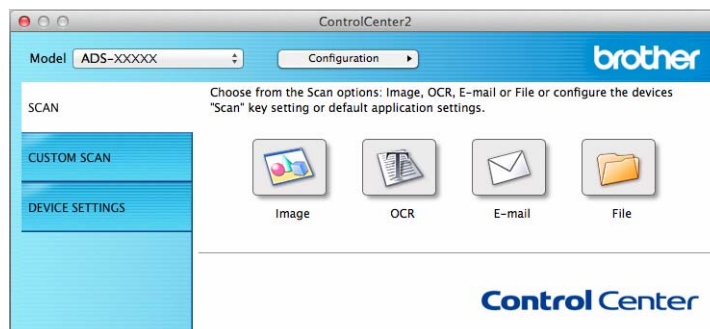 ControlCenter2
Model ADS-XXXXX Configuration brother
SCAN
CUSTOM SCAN
DEVICE SETTINGS
Choose from the Scan options: Image, OCR, E-mail or File or configure the devices
"Scan" key setting or default application settings.
Image OCR E-mail File
Control Center